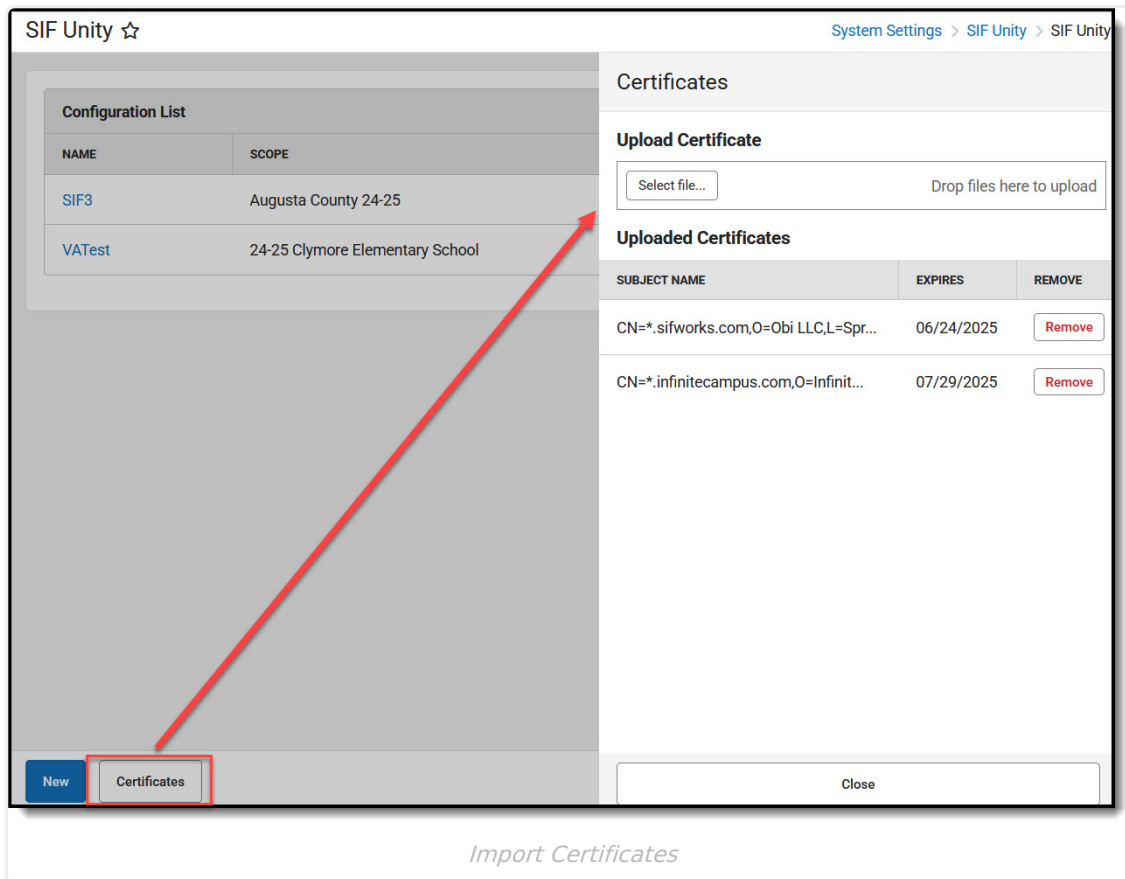 SIF Unity
System Settings > SIF Unity > SIF Unity
Configuration List
NAME SCOPE
SIF3 Augusta County 24-25
VATest 24-25 Clymore Elementary School
New Certificates
Certificates
Upload Certificate
Select file... Drop files here to upload
Uploaded Certificates
SUBJECT NAME EXPIRES REMOVE
CN=*.sifworks.com,O=Obi LLC,L=Spr... 06/24/2025 Remove
CN=*.infinitecampus.com,O=Infinit... 07/29/2025 Remove
Close
Import Certificates